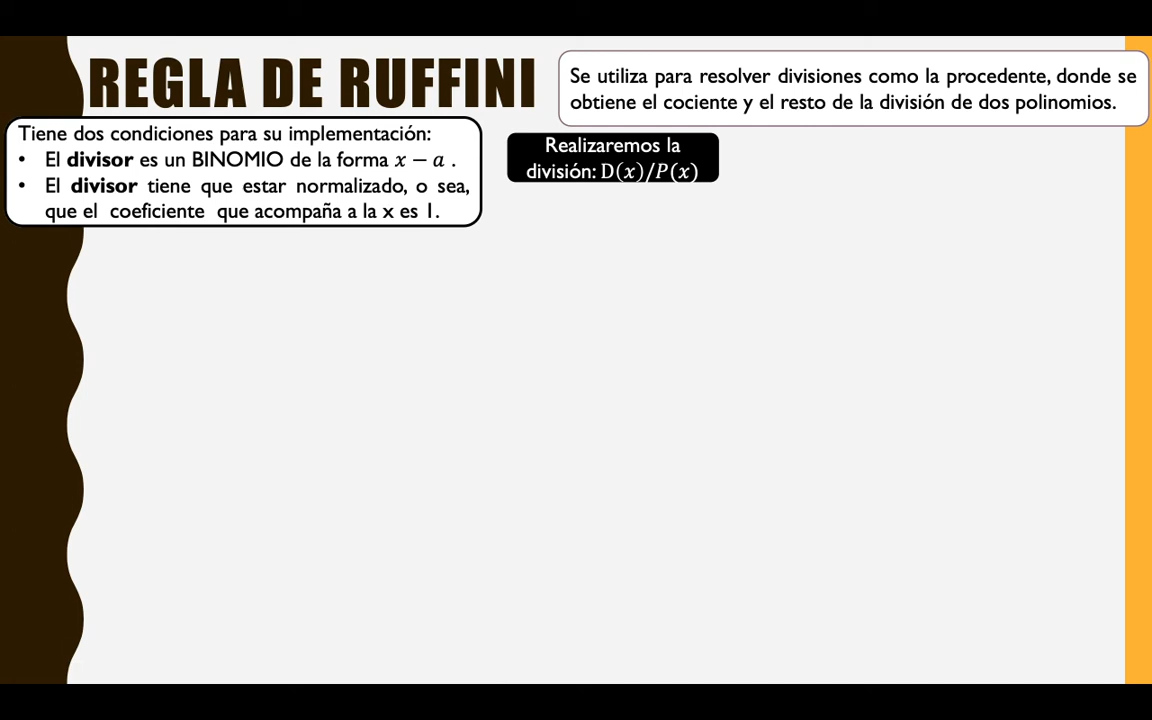 REGLA DE RUFFINI
Se utiliza para resolver divisiones como la procedente, donde se
obtiene el cociente y el resto de la división de dos polinomios.
Tiene dos condiciones para su implementación:
• El divisor es un BINOMIO de la forma x − a .
• El divisor tiene que estar normalizado, o sea,
que el coeficiente que acompaña a la x es 1.
Realizaremos la
división: D(x)/P(x)